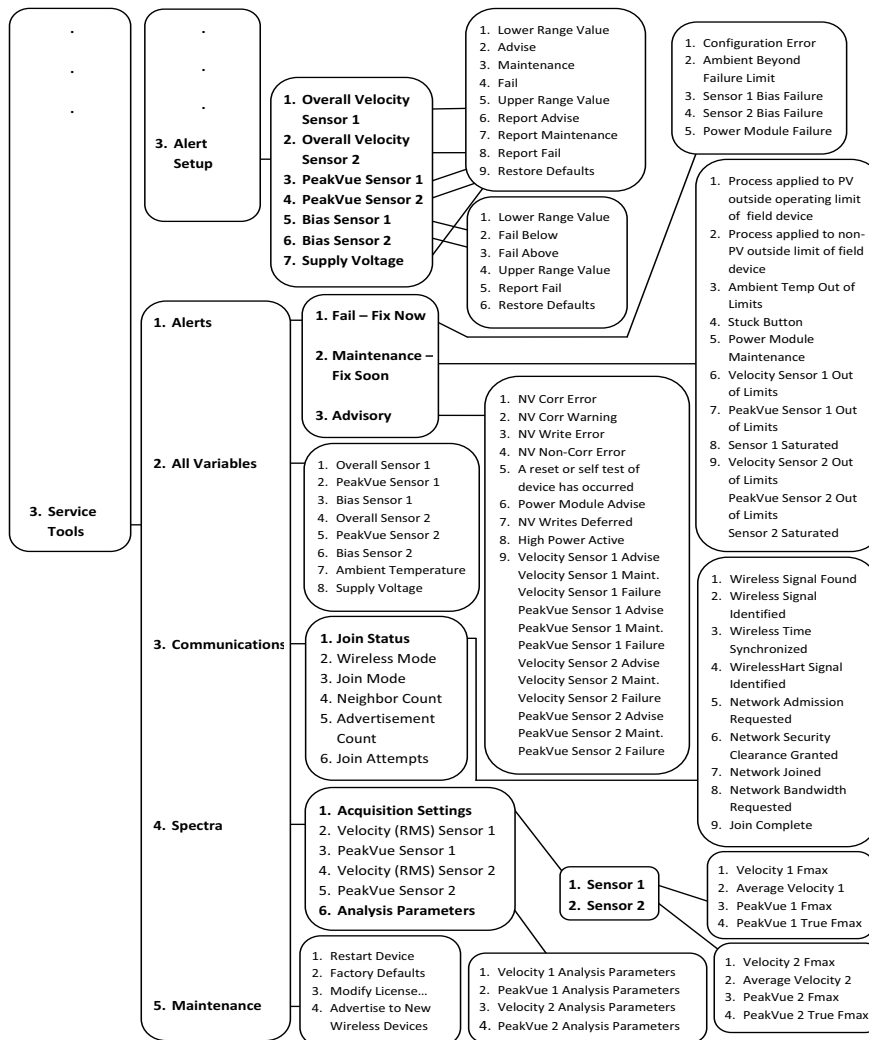 .
.
.
3. Service
Tools
.
.
.
3. Alert
Setup
1. Overall Velocity
Sensor 1
2. Overall Velocity
Sensor 2
3. PeakVue Sensor 1
4. PeakVue Sensor 2
5. Bias Sensor 1
6. Bias Sensor 2
7. Supply Voltage
1. Lower Range Value
2. Advise
3. Maintenance
4. Fail
5. Upper Range Value
6. Report Advise
7. Report Maintenance
8. Report Fail
9. Restore Defaults
1. Lower Range Value
2. Fail Below
3. Fail Above
4. Upper Range Value
5. Report Fail
6. Restore Defaults
1. Configuration Error
2. Ambient Beyond
Failure Limit
3. Sensor 1 Bias Failure
4. Sensor 2 Bias Failure
5. Power Module Failure
1. Process applied to PV
outside operating limit
of field device
2. Process applied to non-
PV outside limit of field
device
3. Ambient Temp Out of
Limits
4. Stuck Button
5. Power Module
Maintenance
6. Velocity Sensor 1 Out
of Limits
7. PeakVue Sensor 1 Out
of Limits
8. Sensor 1 Saturated
9. Velocity Sensor 2 Out
of Limits
PeakVue Sensor 2 Out
of Limits
Sensor 2 Saturated
1. Alerts
2. All Variables
3. Communications
4. Spectra
5. Maintenance
1. Fail – Fix Now
2. Maintenance –
Fix Soon
3. Advisory
1. NV Corr Error
2. NV Corr Warning
3. NV Write Error
4. NV Non-Corr Error
5. A reset or self test of
device has occurred
6. Power Module Advise
7. NV Writes Deferred
8. High Power Active
9. Velocity Sensor 1 Advise
Velocity Sensor 1 Maint.
Velocity Sensor 1 Failure
PeakVue Sensor 1 Advise
PeakVue Sensor 1 Maint.
PeakVue Sensor 1 Failure
Velocity Sensor 2 Advise
Velocity Sensor 2 Maint.
Velocity Sensor 2 Failure
PeakVue Sensor 2 Advise
PeakVue Sensor 2 Maint.
PeakVue Sensor 2 Failure
1. Overall Sensor 1
2. PeakVue Sensor 1
3. Bias Sensor 1
4. Overall Sensor 2
5. PeakVue Sensor 2
6. Bias Sensor 2
7. Ambient Temperature
8. Supply Voltage
1. Join Status
2. Wireless Mode
3. Join Mode
4. Neighbor Count
5. Advertisement
Count
6. Join Attempts
1. Wireless Signal Found
2. Wireless Signal
Identified
3. Wireless Time
Synchronized
4. WirelessHart Signal
Identified
5. Network Admission
Requested
6. Network Security
Clearance Granted
7. Network Joined
8. Network Bandwidth
Requested
9. Join Complete
1. Acquisition Settings
2. Velocity (RMS) Sensor 1
3. PeakVue Sensor 1
4. Velocity (RMS) Sensor 2
5. PeakVue Sensor 2
6. Analysis Parameters
1. Sensor 1
2. Sensor 2
1. Velocity 1 Fmax
2. Average Velocity 1
3. PeakVue 1 Fmax
4. PeakVue 1 True Fmax
1. Velocity 2 Fmax
2. Average Velocity 2
3. PeakVue 2 Fmax
4. PeakVue 2 True Fmax
1. Restart Device
2. Factory Defaults
3. Modify License…
4. Advertise to New
Wireless Devices
1. Velocity 1 Analysis Parameters
2. PeakVue 1 Analysis Parameters
3. Velocity 2 Analysis Parameters
4. PeakVue 2 Analysis Parameters